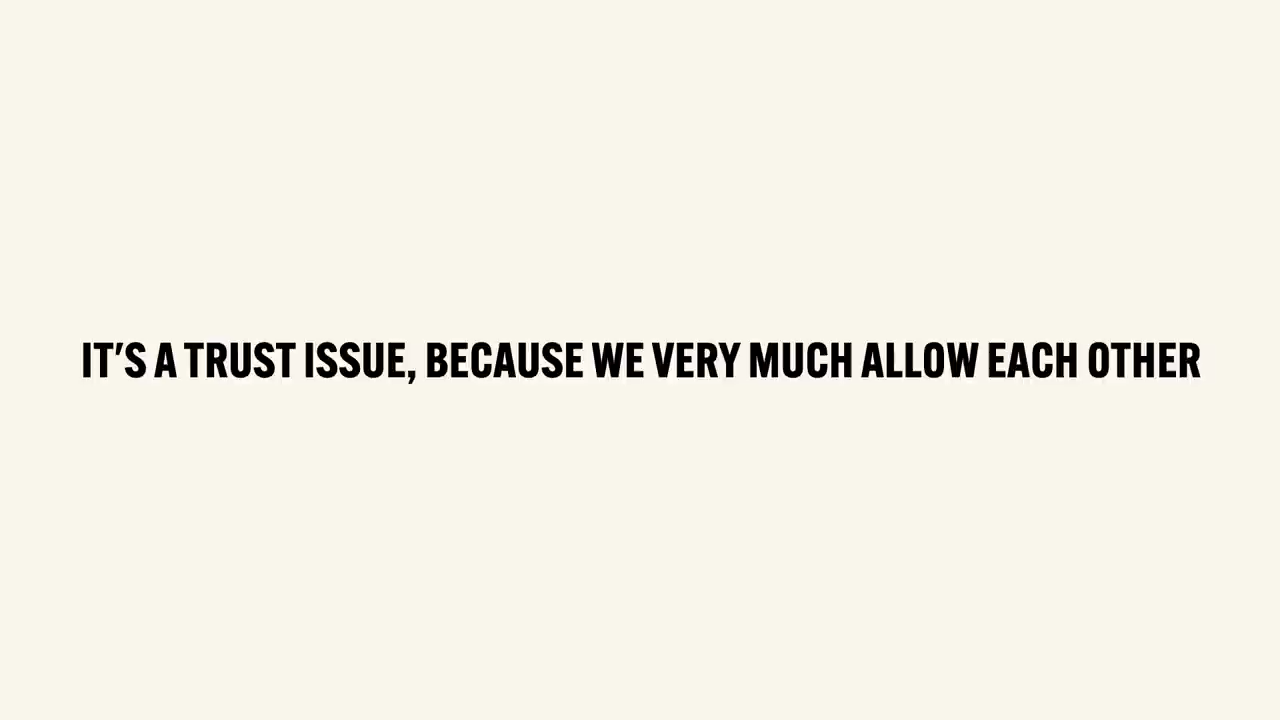 IT'S A TRUST ISSUE, BECAUSE WE VERY MUCH ALLOW EACH OTHER